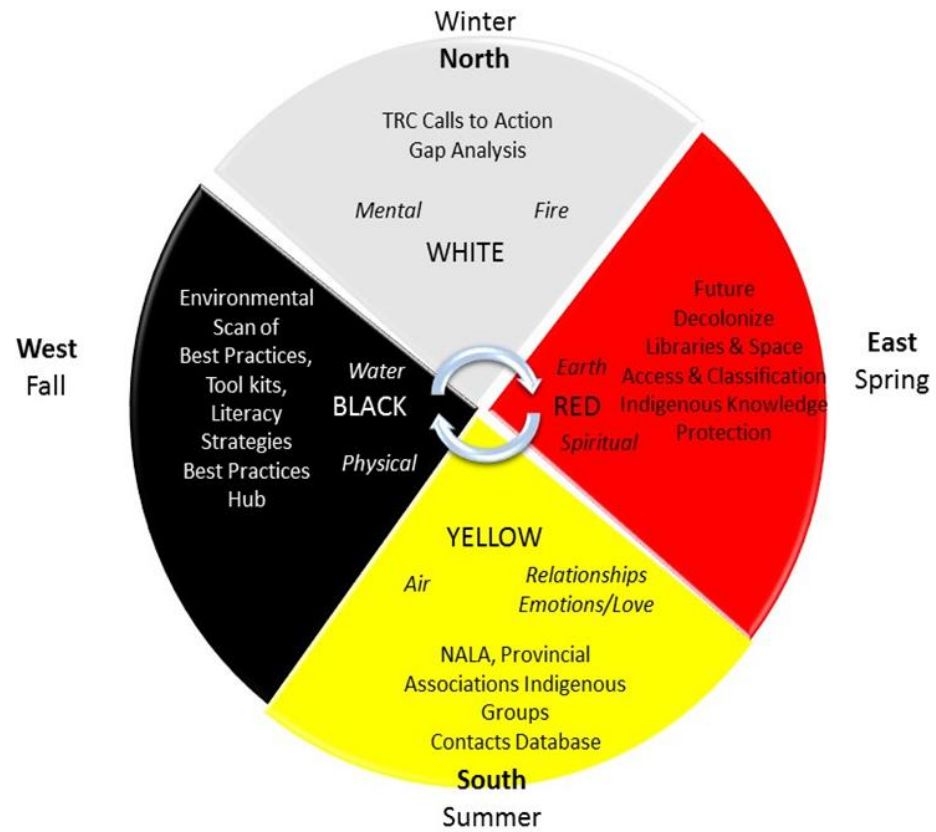 Winter
North
TRC Calls to Action
Gap Analysis
Mental
Fire
WHITE
West
Fall
Environmental
Scan of
Best Practices,
Tool kits,
Literacy
Strategies
Best Practices
Hub
Water
BLACK
Physical
Earth
RED
Spiritual
Future
Decolonize
Libraries & Space
Access & Classification
Indigenous Knowledge
Protection
East
Spring
YELLOW
Air
Relationships
Emotions/Love
NALA, Provincial
Associations Indigenous
Groups
Contacts Database
South
Summer